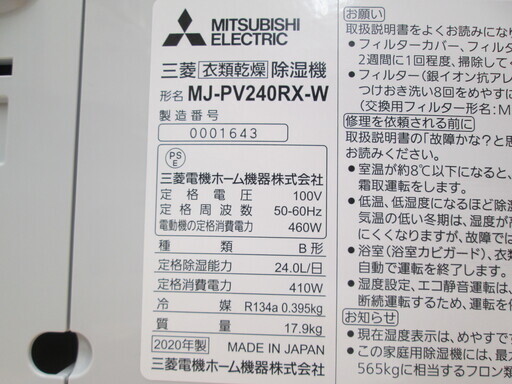 MITSUBISHI
ELECTRIC
三菱 衣類乾燥 除湿機
形名 MJ-PV240RX-W
製造番号
0001643
PS
E
三菱電機ホーム機器株式会社
定格電圧 100V
定格周波数 50-60Hz
電動機の定格消費電力 460W
種類 B形
定格除湿能力 24.0L/日
定格消費電力 410W
冷媒 R134a 0.395kg
質量 17.9kg
2020年製 MADE IN JAPAN
三菱電機ホーム機器株式会社
お願い
取扱説明書をよくお読みにな
●フィルターカバー、フィル
2週間に1回程度、掃除して
●フィルター(銀イオン抗アレ
つけおき洗い8回をめやすに
(交換用フィルター形名:M
修理を依頼される前に
取扱説明書の「故障かな?と思
お読みください。
●室温が約8℃以下になると、
霜取運転をします。
●低温、低湿度になるほど除湿
気温の低い冬期は、湿度が
にくくなりますが、故障では
●浴室(浴室カビガード)、衣類
自動で運転を終了します。
●湿度設定、エコ静音運転は、
断続運転するため、運転を
お知らせ
●現在湿度表示は、めやすです
●この家庭用除湿機には、最大
565kgに相当するフロン類